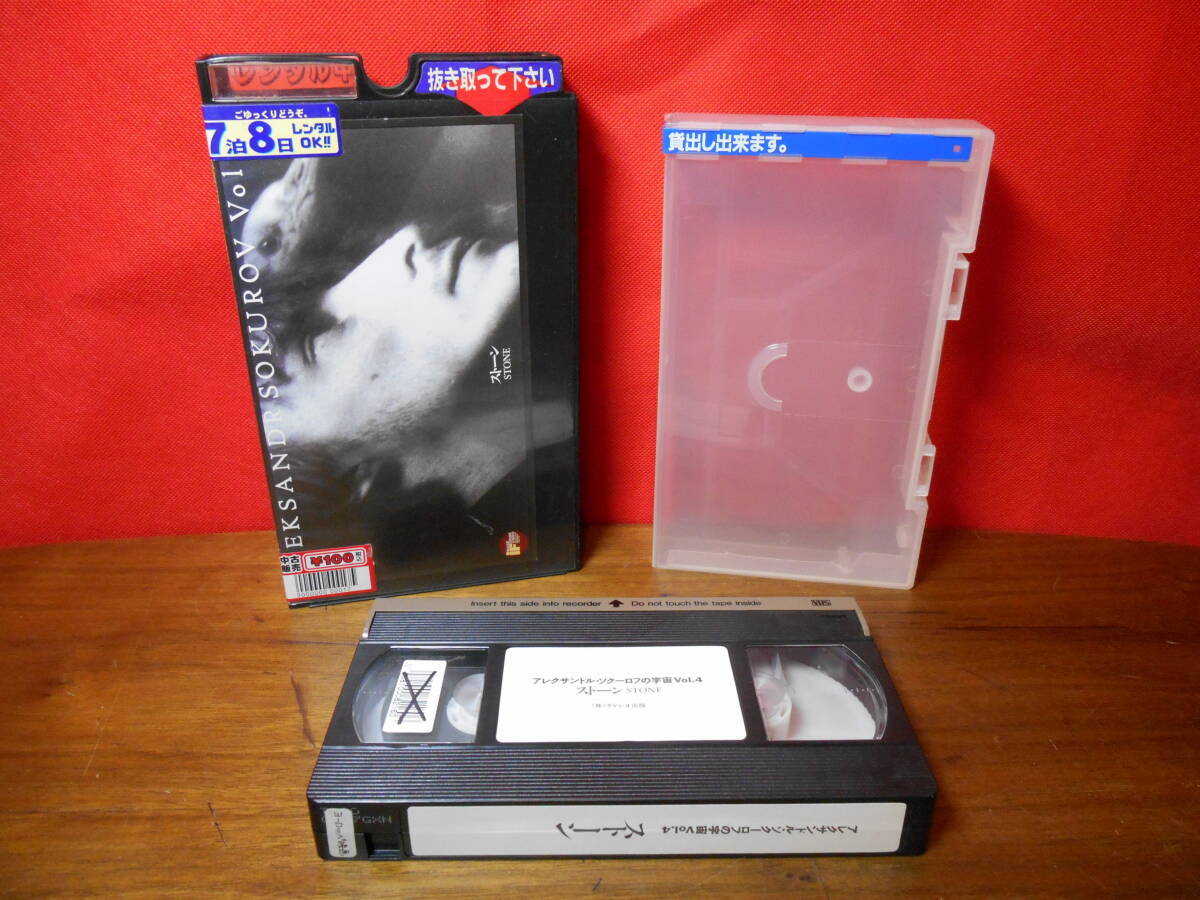 レンタル中
抜き取って下さい
ごゆっくりどうぞ。
7泊8日 レンタルOK!!
EKSANDR SOKUROV Vol
ストーン
STONE
中古販売 ¥100
貸出し出来ます。
Insert this side into recorder Do not touch the tape inside
VHS
アレクサンドル・ソクーロフの宇宙 Vol.4
ストーン STONE
アレクサンドル・ソクーロフの宇宙 Vol.4
ストーン